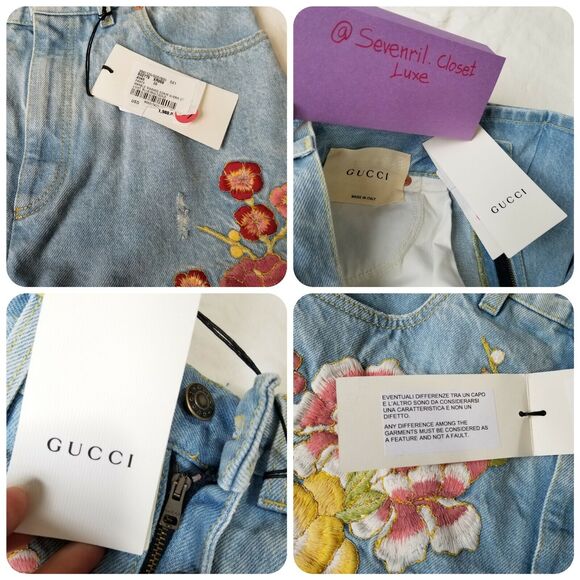 USD
@ Sevenril. Closet
Luxe
GUCCI
MADE IN ITALY
GUCCI
GUCCI
EVENTUALI DIFFERENZE TRA UN CAPO
E L'ALTRO SONO DA CONSIDERARSI
UNA CARATTERISTICA E NON UN
DIFETTO.
ANY DIFFERENCE AMONG THE
GARMENTS MUST BE CONSIDERED AS
A FEATURE AND NOT A FAULT.